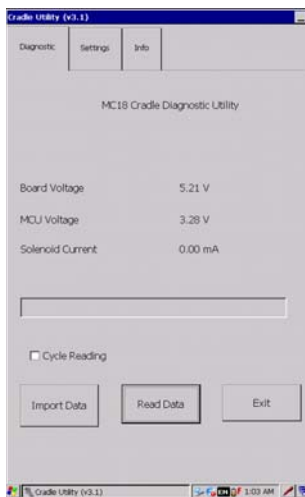 Cradle Utility (v3.1)
Diagnostic Settings Info
MC18 Cradle Diagnostic Utility
Board Voltage 5.21 V
MCU Voltage 3.28 V
Solenoid Current 0.00 mA
Cycle Reading
Import Data Read Data Exit
Cradle Utility (v3.1) EN 1:03 AM